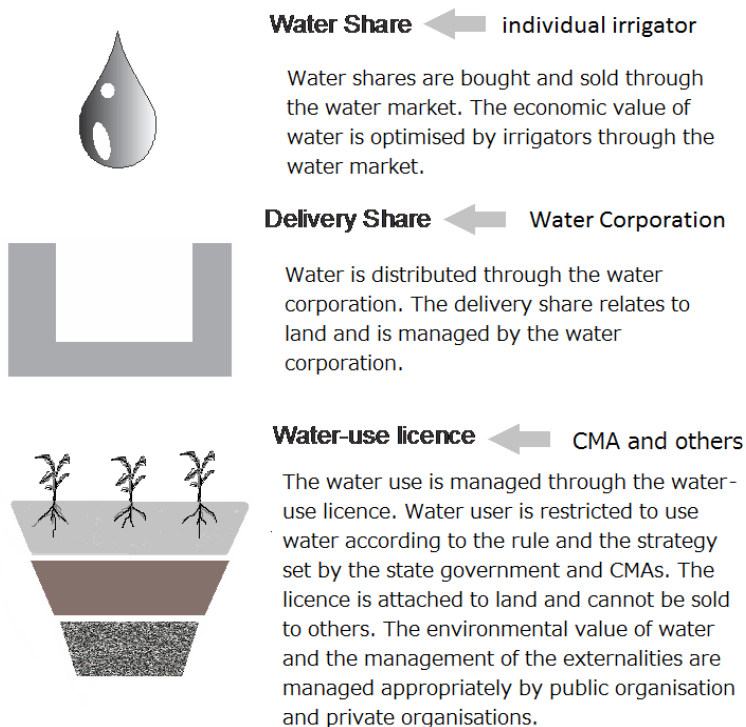 Water Share individual irrigator
Water shares are bought and sold through
the water market. The economic value of
water is optimised by irrigators through the
water market.
Delivery Share Water Corporation
Water is distributed through the water
corporation. The delivery share relates to
land and is managed by the water
corporation.
Water-use licence CMA and others
The water use is managed through the water-
use licence. Water user is restricted to use
water according to the rule and the strategy
set by the state government and CMAs. The
licence is attached to land and cannot be sold
to others. The environmental value of water
and the management of the externalities are
managed appropriately by public organisation
and private organisations.